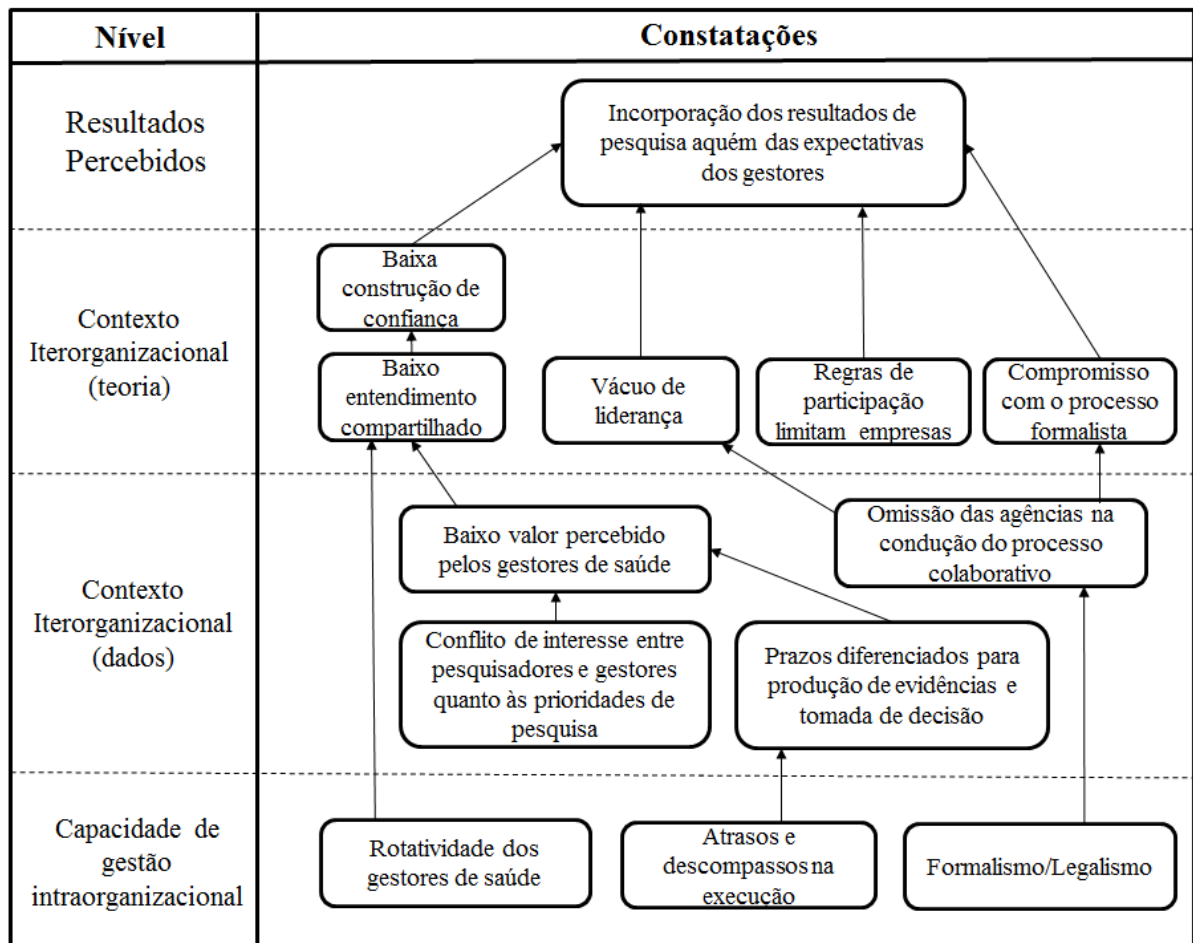 Nível
Constatações
Resultados
Percebidos
Incorporação dos resultados de
pesquisa aquém das expectativas
dos gestores
Contexto
Iterorganizacional
(teoria)
Baixa
construção de
confiança
Baixo
entendimento
compartilhado
Vácuo de
liderança
Regras de
participação
limitam empresas
Compromisso
com o processo
formalista
Contexto
Iterorganizacional
(dados)
Baixo valor percebido
pelos gestores de saúde
Omissão das agências na
condução do processo
colaborativo
Conflito de interesse entre
pesquisadores e gestores
quanto às prioridades de
pesquisa
Prazos diferenciados para
produção de evidências e
tomada de decisão
Capacidade de
gestão
intraorganizacional
Rotatividade dos
gestores de saúde
Atrasos e
descompassos na
execução
Formalismo/Legalismo